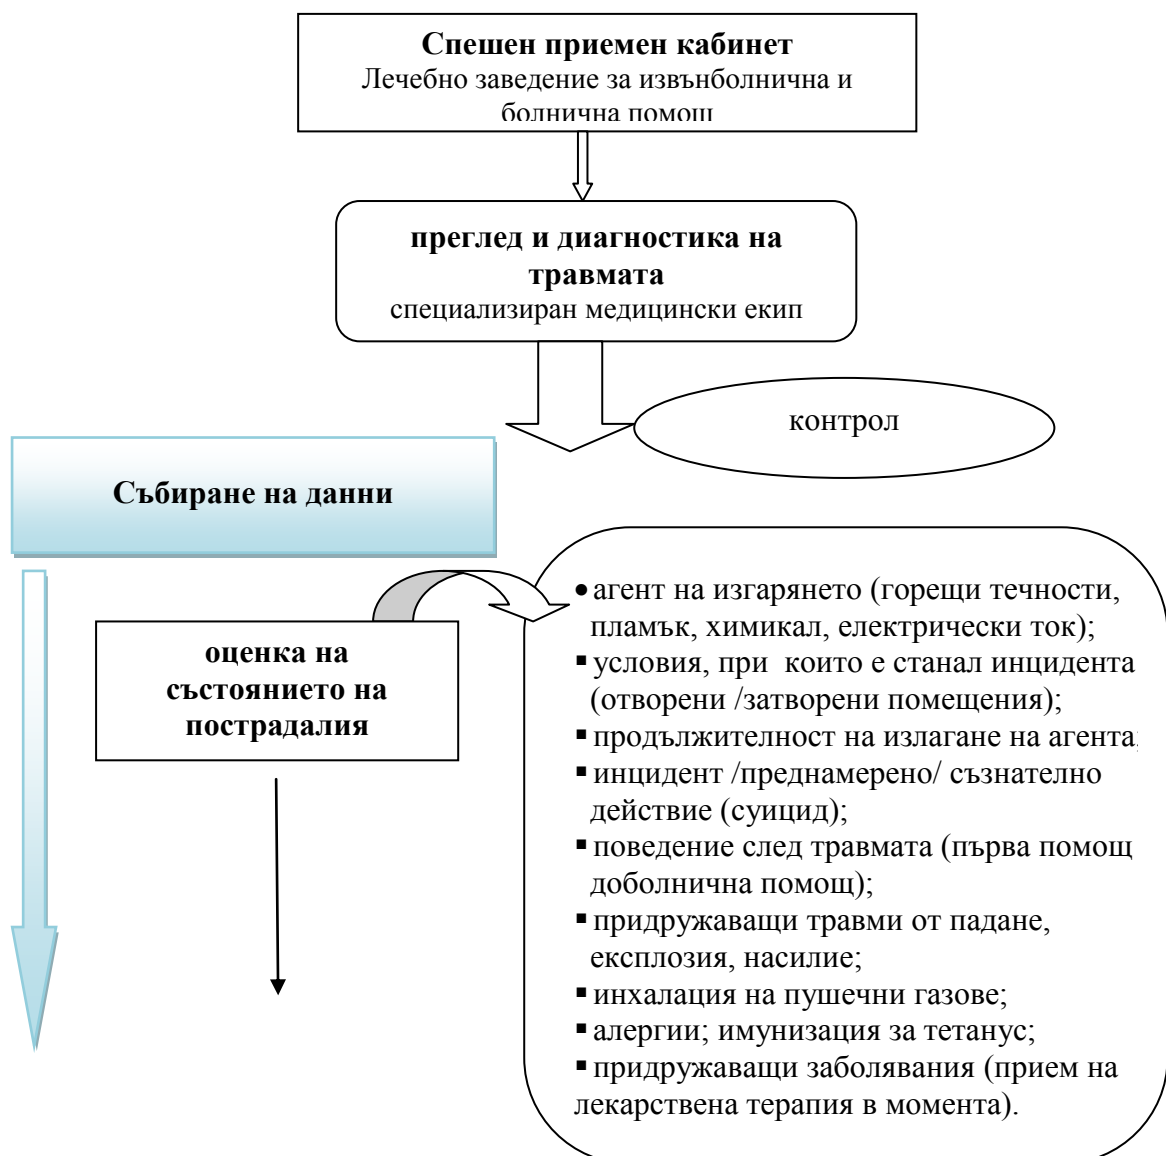 Спешен приемен кабинет
Лечебно заведение за извънболнична и
болнична помощ
преглед и диагностика на
травмата
специализиран медицински екип
контрол
Събиране на данни
оценка на
състоянието на
пострадалия
•агент на изгарянето (горещи течности,
пламък, химикал, електрически ток);
▪условия, при които е станал инцидента
(отворени /затворени помещения);
▪продължителност на излагане на агента;
▪инцидент /преднамерено/ съзнателно
действие (суицид);
▪поведение след травмата (първа помощ
доболнична помощ);
▪придружаващи травми от падане,
експлозия, насилие;
▪инхалация на пушечни газове;
▪алергии; имунизация за тетанус;
▪придружаващи заболявания (прием на
лекарствена терапия в момента).